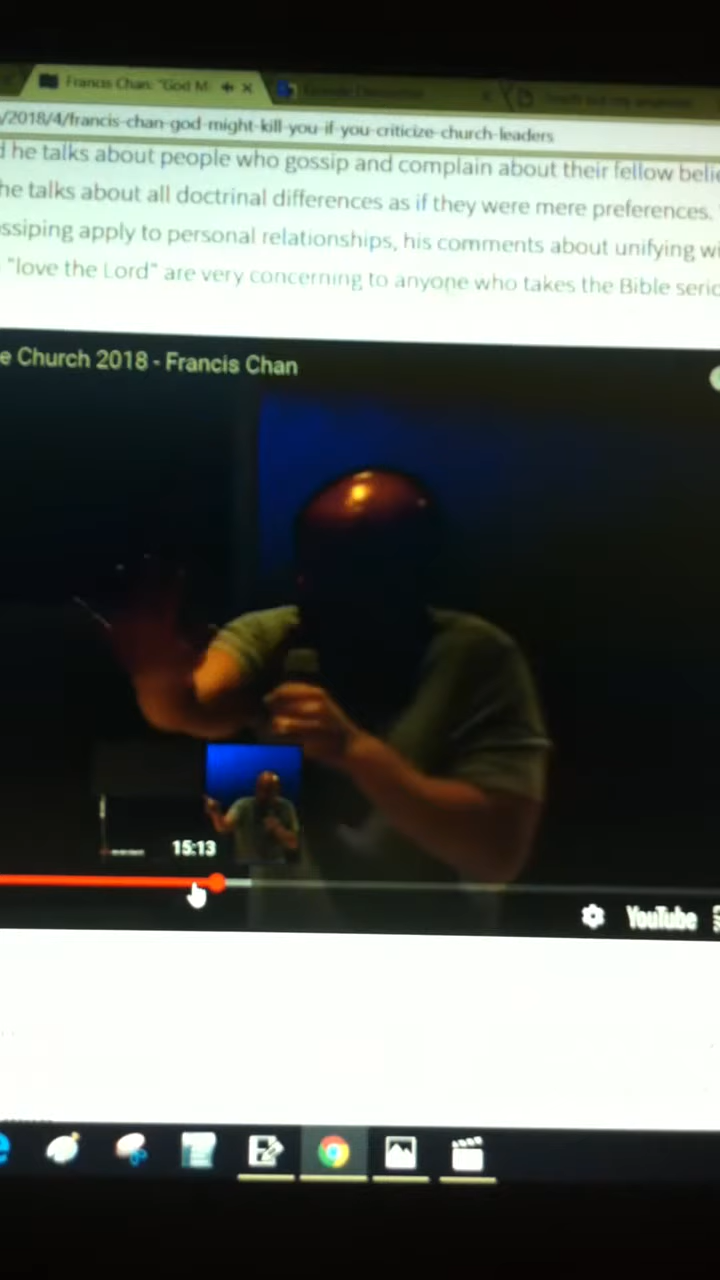 Francis Chan: "God M
/2018/4/francis-chan-god-might-kill-you-if-you-criticize-church-leaders
d he talks about people who gossip and complain about their fellow belie
he talks about all doctrinal differences as if they were mere preferences.
ssiping apply to personal relationships, his comments about unifying wi
"love the Lord" are very concerning to anyone who takes the Bible serio
e Church 2018 - Francis Chan
15:13
YouTube